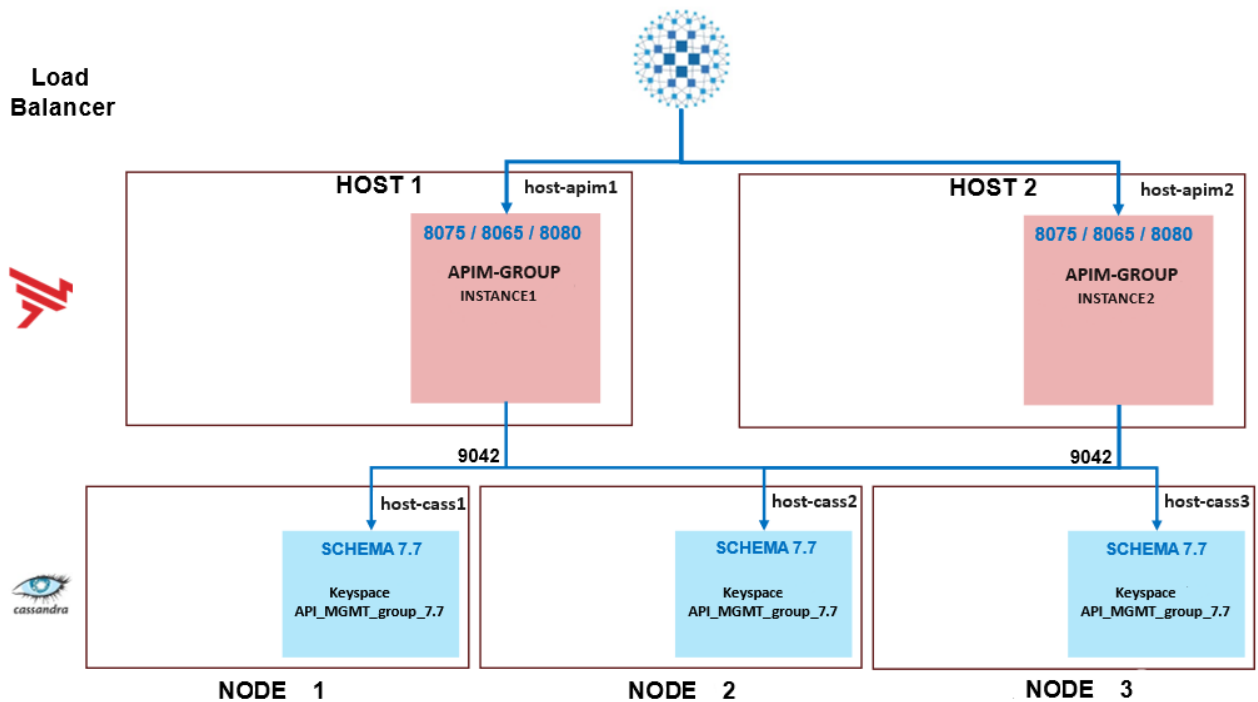 Load
Balancer
HOST 1
host-apim1
8075 / 8065 / 8080
APIM-GROUP
INSTANCE1
HOST 2
host-apim2
8075 / 8065 / 8080
APIM-GROUP
INSTANCE2
9042
9042
host-cass1
SCHEMA 7.7
Keyspace
API_MGMT_group_7.7
host-cass2
SCHEMA 7.7
Keyspace
API_MGMT_group_7.7
host-cass3
SCHEMA 7.7
Keyspace
API_MGMT_group_7.7
cassandra
NODE 1
NODE 2
NODE 3